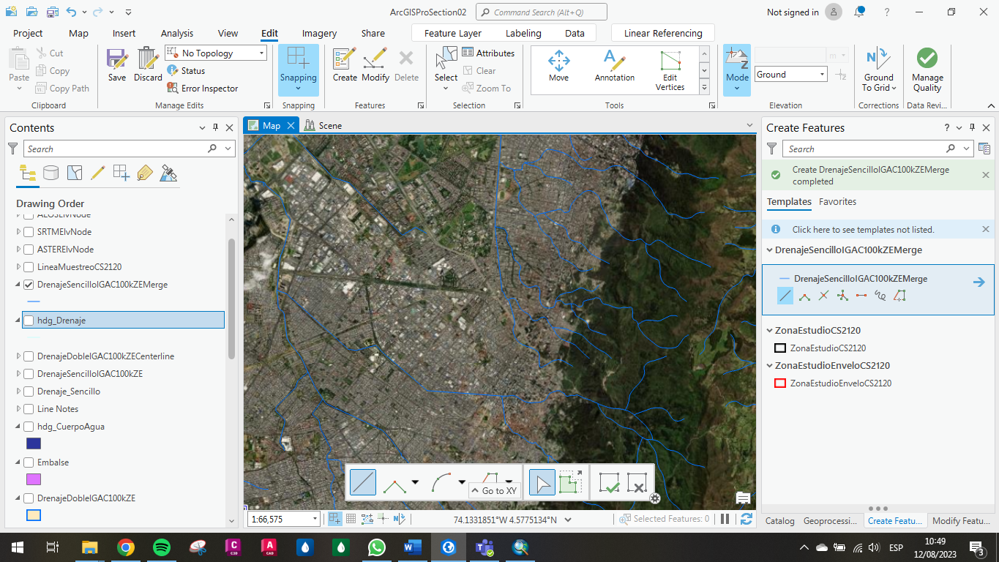 ArcGISProSection02
Command Search (Alt+Q)
Not signed in
Project
Map
Insert
Analysis
View
Edit
Imagery
Share
Feature Layer
Labeling
Data
Linear Referencing
Paste
Cut
Copy
Copy Path
Clipboard
Save
Discard
No Topology
Status
Error Inspector
Manage Edits
Snapping
Snapping
Create
Modify
Delete
Features
Select
Attributes
Clear
Zoom To
Selection
Move
Annotation
Edit
Vertices
Tools
Mode
m
Ground
Elevation
Ground
To Grid
Corrections
Manage
Quality
Data Revi...
Contents
Search
Drawing Order
ALOSElvNode
SRTMElvNode
ASTERElvNode
LineaMuestreoCS2120
DrenajeSencilloIGAC100kZEMerge
hdg_Drenaje
DrenajeDobleIGAC100kZECenterline
DrenajeSencilloIGAC100kZE
Drenaje_Sencillo
Line Notes
hdg_CuerpoAgua
Embalse
DrenajeDobleIGAC100kZE
Map
Scene
Go to XY
1:66,575
74.1331851°W 4.5775134°N
Selected Features: 0
Create Features
Search
Create DrenajeSencilloIGAC100kZEMerge
completed
Templates
Favorites
Click here to see templates not listed.
DrenajeSencilloIGAC100kZEMerge
DrenajeSencilloIGAC100kZEMerge
ZonaEstudioCS2120
ZonaEstudioCS2120
ZonaEstudioEnveloCS2120
ZonaEstudioEnveloCS2120
Catalog
Geoprocessi...
Create Featu...
Modify Featu...
ESP
10:49
12/08/2023
3